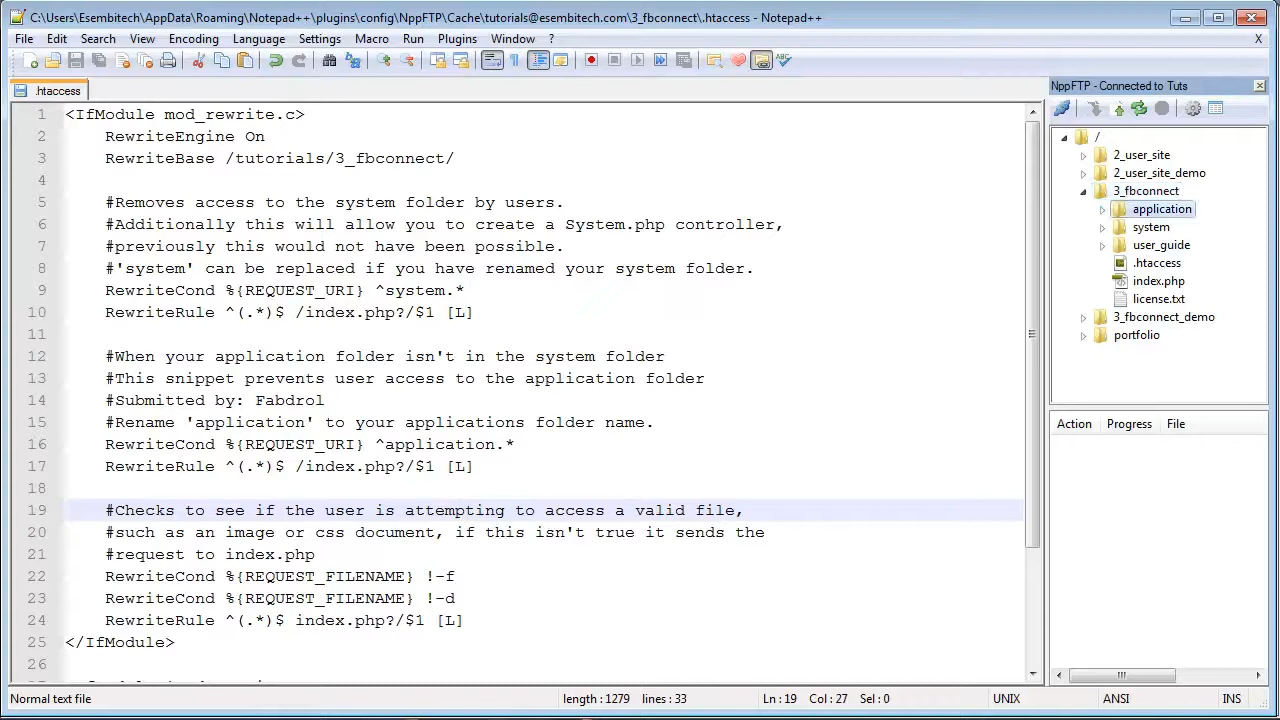 C:\Users\Esembitech\AppData\Roaming\Notepad++\plugins\config\NppFTP\Cache\tutorials@esembitech.com\3_fbconnect\.htaccess - Notepad++
File Edit Search View Encoding Language Settings Macro Run Plugins Window ? X
.htaccess
1 <IfModule mod_rewrite.c>
2 RewriteEngine On
3 RewriteBase /tutorials/3_fbconnect/
4
5 #Removes access to the system folder by users.
6 #Additionally this will allow you to create a System.php controller,
7 #previously this would not have been possible.
8 #'system' can be replaced if you have renamed your system folder.
9 RewriteCond %{REQUEST_URI} ^system.*
10 RewriteRule ^(.*)$ /index.php?/$1 [L]
11
12 #When your application folder isn't in the system folder
13 #This snippet prevents user access to the application folder
14 #Submitted by: Fabdrol
15 #Rename 'application' to your applications folder name.
16 RewriteCond %{REQUEST_URI} ^application.*
17 RewriteRule ^(.*)$ /index.php?/$1 [L]
18
19 #Checks to see if the user is attempting to access a valid file,
20 #such as an image or css document, if this isn't true it sends the
21 #request to index.php
22 RewriteCond %{REQUEST_FILENAME} !-f
23 RewriteCond %{REQUEST_FILENAME} !-d
24 RewriteRule ^(.*)$ index.php?/$1 [L]
25 </IfModule>
26
NppFTP - Connected to Tuts
/
2_user_site
2_user_site_demo
3_fbconnect
application
system
user_guide
.htaccess
index.php
license.txt
3_fbconnect_demo
portfolio
Action Progress File
Normal text file length : 1279 lines : 33 Ln : 19 Col : 27 Sel : 0 UNIX ANSI INS